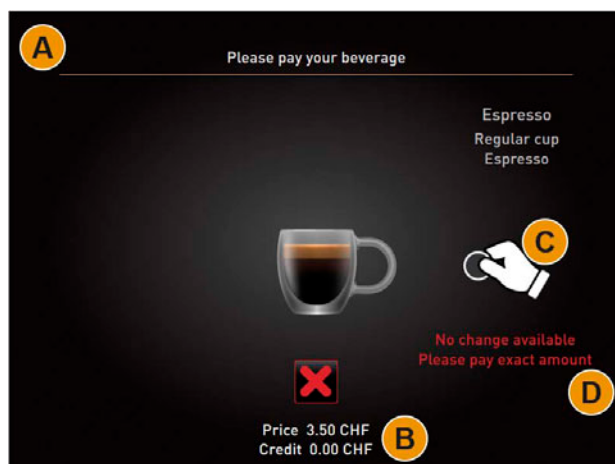 A
Please pay your beverage
Espresso
Regular cup
Espresso
C
No change available
Please pay exact amount
D
Price 3.50 CHF
B
Credit 0.00 CHF